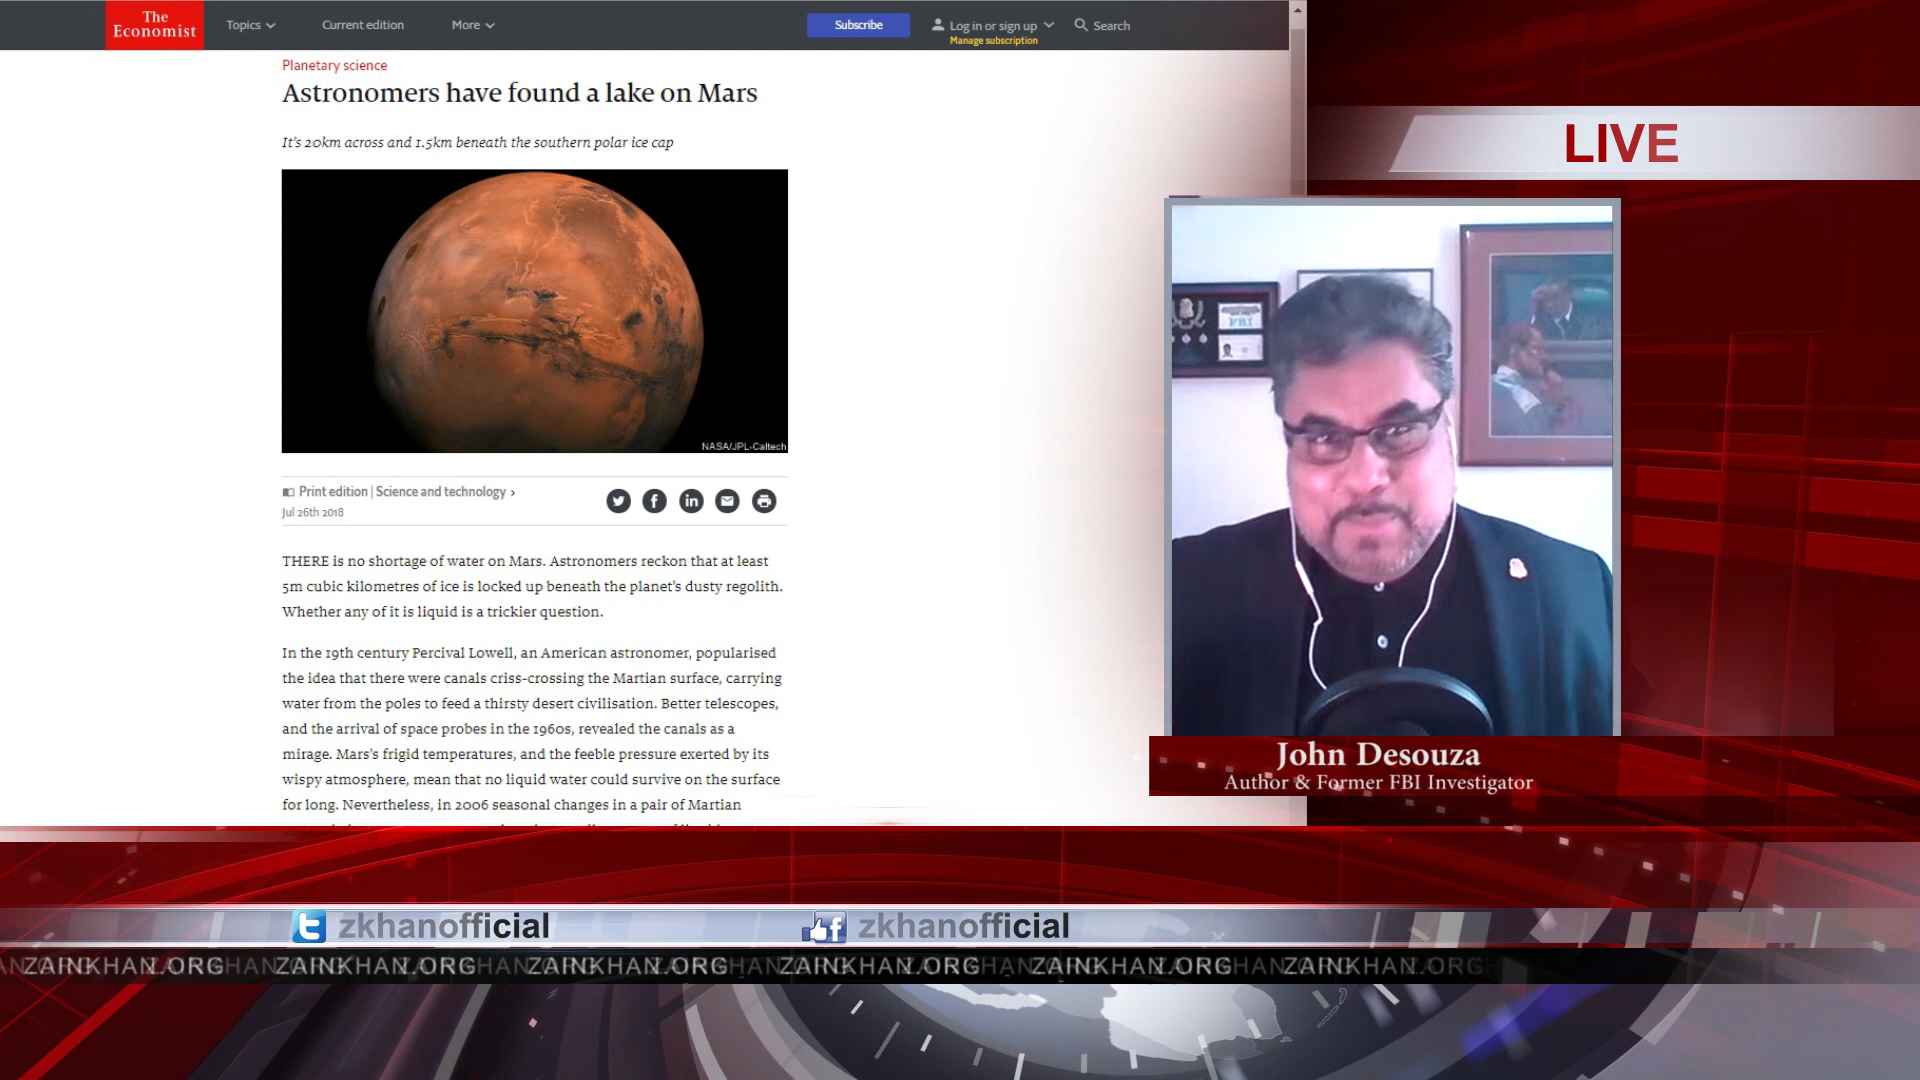 The
Economist
Topics
Current edition
More
Subscribe
Log in or sign up
Manage subscription
Search
Planetary science
Astronomers have found a lake on Mars
It's 20km across and 1.5km beneath the southern polar ice cap
NASA/JPL-Caltech
Print edition | Science and technology ›
Jul 26th 2018
THERE is no shortage of water on Mars. Astronomers reckon that at least
5m cubic kilometres of ice is locked up beneath the planet's dusty regolith.
Whether any of it is liquid is a trickier question.
In the 19th century Percival Lowell, an American astronomer, popularised
the idea that there were canals criss-crossing the Martian surface, carrying
water from the poles to feed a thirsty desert civilisation. Better telescopes,
and the arrival of space probes in the 1960s, revealed the canals as a
mirage. Mars's frigid temperatures, and the feeble pressure exerted by its
wispy atmosphere, mean that no liquid water could survive on the surface
for long. Nevertheless, in 2006 seasonal changes in a pair of Martian
LIVE
FBI
John Desouza
Author & Former FBI Investigator
zkhanofficial
zkhanofficial
ZAINKHAN.ORG ZAINKHAN.ORG ZAINKHAN.ORG ZAINKHAN.ORG ZAINKHAN.ORG ZAINKHAN.ORG